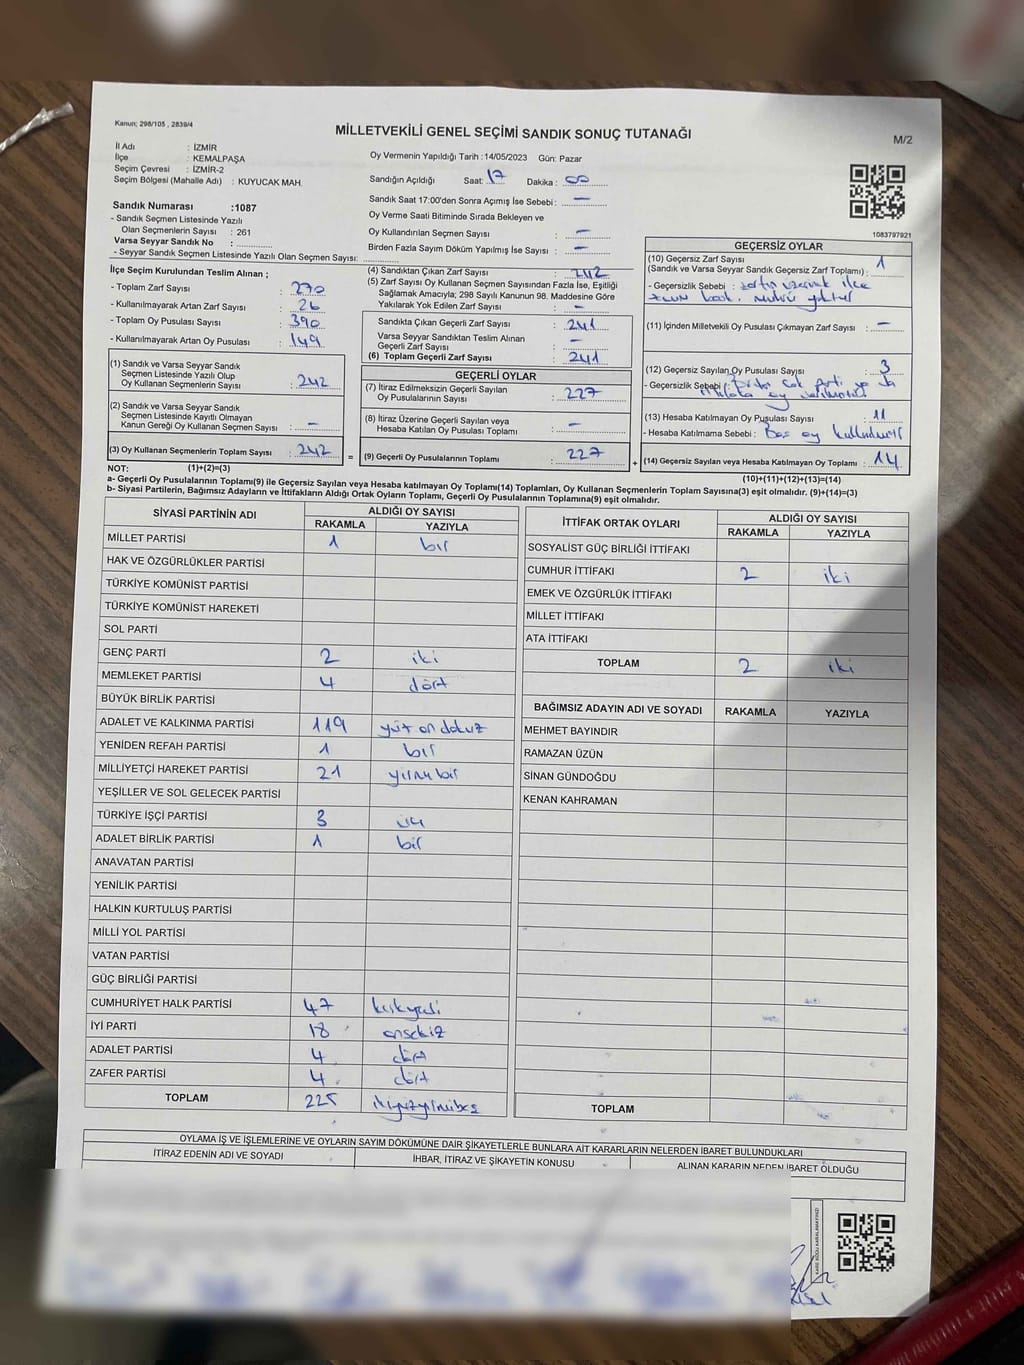 Kanun; 298/105 , 2839/4
MİLLETVEKİLİ GENEL SEÇİMİ SANDIK SONUÇ TUTANAĞI
M/2
İl Adı : İZMİR
İlçe : KEMALPAŞA
Seçim Çevresi : İZMİR-2
Seçim Bölgesi (Mahalle Adı) : KUYUCAK MAH.
Oy Vermenin Yapıldığı Tarih :14/05/2023 Gün: Pazar
Sandığın Açıldığı Saat: 17 Dakika : 00
Sandık Saat 17:00'den Sonra Açımış İse Sebebi : —
Oy Verme Saati Bitiminde Sırada Bekleyen ve
Oy Kullandırılan Seçmen Sayısı : —
Birden Fazla Sayım Döküm Yapılmış İse Sayısı : —
1083797921
Sandık Numarası :1087
- Sandık Seçmen Listesinde Yazılı
Olan Seçmenlerin Sayısı : 261
Varsa Seyyar Sandık No :
- Seyyar Sandık Seçmen Listesinde Yazılı Olan Seçmen Sayısı:
İlçe Seçim Kurulundan Teslim Alınan ;
- Toplam Zarf Sayısı : 270
- Kullanılmayarak Artan Zarf Sayısı : 26
- Toplam Oy Pusulası Sayısı : 390
- Kullanılmayarak Artan Oy Pusulası : 149
(1) Sandık ve Varsa Seyyar Sandık
Seçmen Listesinde Yazılı Olup
Oy Kullanan Seçmenlerin Sayısı : 242
(2) Sandık ve Varsa Seyyar Sandık
Seçmen Listesinde Kayıtlı Olmayan
Kanun Gereği Oy Kullanan Seçmen Sayısı : —
(3) Oy Kullanan Seçmenlerin Toplam Sayısı : 242
(4) Sandıktan Çıkan Zarf Sayısı : 242
(5) Zarf Sayısı Oy Kullanan Seçmen Sayısından Fazla İse, Eşitliği
Sağlamak Amacıyla; 298 Sayılı Kanunun 98. Maddesine Göre
Yakılarak Yok Edilen Zarf Sayısı : —
Sandıkta Çıkan Geçerli Zarf Sayısı : 241
Varsa Seyyar Sandıktan Teslim Alınan
Geçerli Zarf Sayısı : —
(6) Toplam Geçerli Zarf Sayısı : 241
GEÇERLİ OYLAR
(7) İtiraz Edilmeksizin Geçerli Sayılan
Oy Pusulalarının Sayısı : 227
(8) İtiraz Üzerine Geçerli Sayılan veya
Hesaba Katılan Oy Pusulası Toplamı : —
= (9) Geçerli Oy Pusulalarının Toplamı : 227
GEÇERSİZ OYLAR
(10) Geçersiz Zarf Sayısı 1
(Sandık ve Varsa Seyyar Sandık Geçersiz Zarf Toplamı) :
- Geçersizlik Sebebi : zarfın üzerinde ilçe
seçim mührü yoktur
(11) İçinden Milletvekili Oy Pusulası Çıkmayan Zarf Sayısı : —
(12) Geçersiz Sayılan Oy Pusulası Sayısı : 3
- Geçersizlik Sebebi : Birden çok parti ya da
oy
(13) Hesaba Katılmayan Oy Pusulası Sayısı : 11
- Hesaba Katılmama Sebebi : Boş oy
+ (14) Geçersiz Sayılan veya Hesaba Katılmayan Oy Toplamı : 14
NOT: (1)+(2)=(3)
(10)+(11)+(12)+(13)=(14)
a- Geçerli Oy Pusulalarının Toplamı(9) ile Geçersiz Sayılan veya Hesaba katılmayan Oy Toplamı(14) Toplamları, Oy Kullanan Seçmenlerin Toplam Sayısına(3) eşit olmalıdır. (9)+(14)=(3)
b- Siyasi Partilerin, Bağımsız Adayların ve İttifakların Aldığı Ortak Oyların Toplamı, Geçerli Oy Pusulalarının Toplamına(9) eşit olmalıdır.
SİYASİ PARTİNİN ADI ALDIĞI OY SAYISI
RAKAMLA YAZIYLA
MİLLET PARTİSİ 1 bir
HAK VE ÖZGÜRLÜKLER PARTİSİ
TÜRKİYE KOMÜNİST PARTİSİ
TÜRKİYE KOMÜNİST HAREKETİ
SOL PARTİ
GENÇ PARTİ 2 iki
MEMLEKET PARTİSİ 4 dört
BÜYÜK BİRLİK PARTİSİ
ADALET VE KALKINMA PARTİSİ 119 yüz on dokuz
YENİDEN REFAH PARTİSİ 1 bir
MİLLİYETÇİ HAREKET PARTİSİ 21 yirmi bir
YEŞİLLER VE SOL GELECEK PARTİSİ
TÜRKİYE İŞÇİ PARTİSİ 3 üç
ADALET BİRLİK PARTİSİ 1 bir
ANAVATAN PARTİSİ
YENİLİK PARTİSİ
HALKIN KURTULUŞ PARTİSİ
MİLLİ YOL PARTİSİ
VATAN PARTİSİ
GÜÇ BİRLİĞİ PARTİSİ
CUMHURİYET HALK PARTİSİ 47 kırkyedi
İYİ PARTİ 18 onsekiz
ADALET PARTİSİ 4 dört
ZAFER PARTİSİ 4 dört
TOPLAM 225 ikiyüzyirmibeş
İTTİFAK ORTAK OYLARI ALDIĞI OY SAYISI
RAKAMLA YAZIYLA
SOSYALİST GÜÇ BİRLİĞİ İTTİFAKI
CUMHUR İTTİFAKI 2 iki
EMEK VE ÖZGÜRLÜK İTTİFAKI
MİLLET İTTİFAKI
ATA İTTİFAKI
TOPLAM 2 iki
BAĞIMSIZ ADAYIN ADI VE SOYADI RAKAMLA YAZIYLA
MEHMET BAYINDIR
RAMAZAN ÜZÜN
SİNAN GÜNDOĞDU
KENAN KAHRAMAN
TOPLAM
OYLAMA İŞ VE İŞLEMLERİNE VE OYLARIN SAYIM DÖKÜMÜNE DAİR ŞİKAYETLERLE BUNLARA AİT KARARLARIN NELERDEN İBARET BULUNDUKLARI
İTİRAZ EDENİN ADI VE SOYADI İHBAR, İTİRAZ VE ŞİKAYETİN KONUSU ALINAN KARARIN NEDEN İBARET OLDUĞU